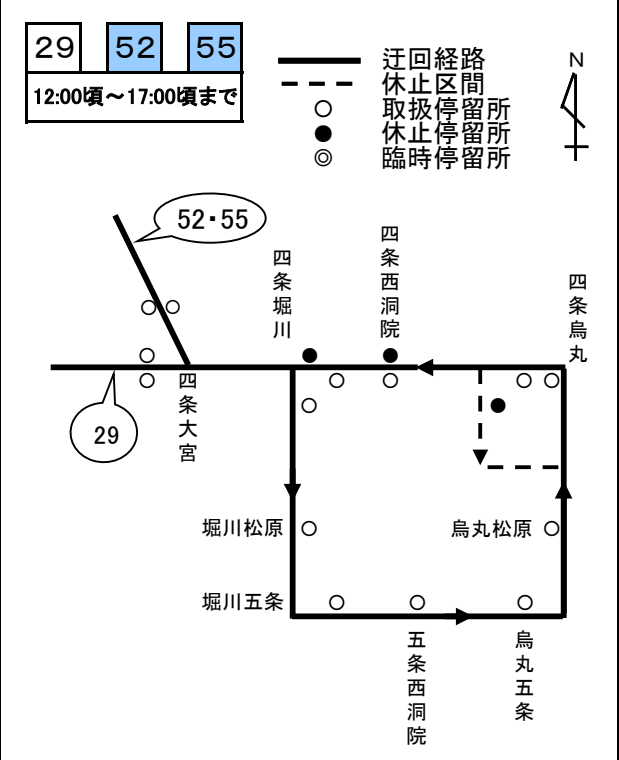 29
52
55
12:00頃～17:00頃まで
迂回経路
休止区間
取扱停留所
休止停留所
臨時停留所
N
52・55
四条堀川
四条西洞院
四条烏丸
四条大宮
29
堀川松原
烏丸松原
堀川五条
五条西洞院
烏丸五条